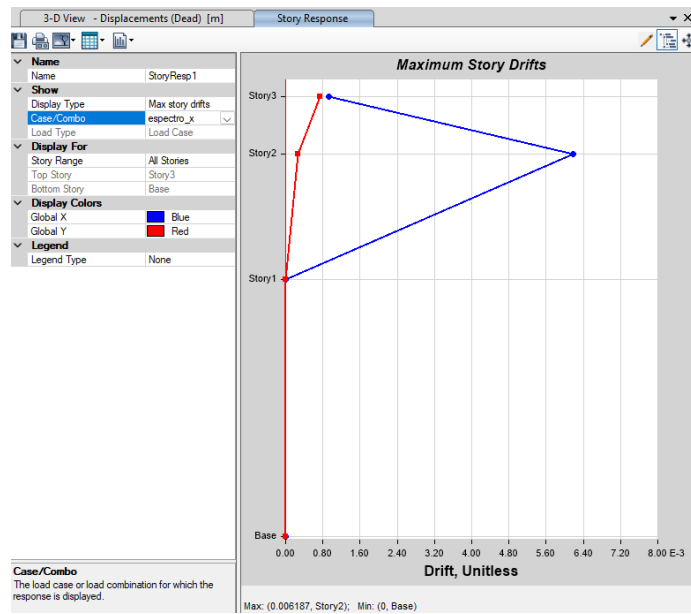 3-D View - Displacements (Dead) [m]
Story Response
Name
Name StoryResp1
Show
Display Type Max story drifts
Case/Combo espectro_x
Load Type Load Case
Display For
Story Range All Stories
Top Story Story3
Bottom Story Base
Display Colors
Global X Blue
Global Y Red
Legend
Legend Type None
Case/Combo
The load case or load combination for which the
response is displayed.
Maximum Story Drifts
Story3
Story2
Story1
Base
0.00 0.80 1.60 2.40 3.20 4.00 4.80 5.60 6.40 7.20 8.00 E-3
Drift, Unitless
Max: (0.006187, Story2); Min: (0, Base)